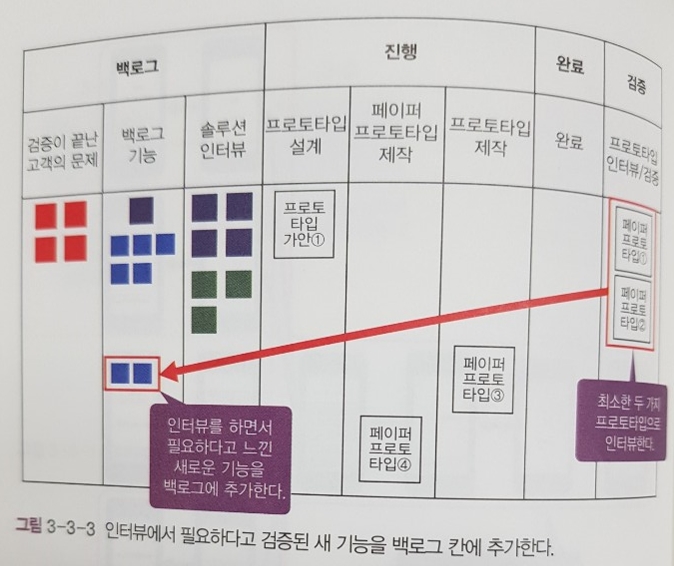 백로그
진행
완료
검증
검증이 끝난
고객의 문제
백로그
기능
솔루션
인터뷰
프로토타입
설계
페이퍼
프로토타입
제작
프로토타입
제작
완료
프로토타입
인터뷰/검증
프로토
타입
가안①
페이퍼
프로토
타입①
페이퍼
프로토
타입②
페이퍼
프로토
타입③
페이퍼
프로토
타입④
최소한 두 가지
프로토타입으로
인터뷰한다.
인터뷰를 하면서
필요하다고 느낀
새로운 기능을
백로그에 추가한다.
그림 3-3-3 인터뷰에서 필요하다고 검증된 새 기능을 백로그 칸에 추가한다.